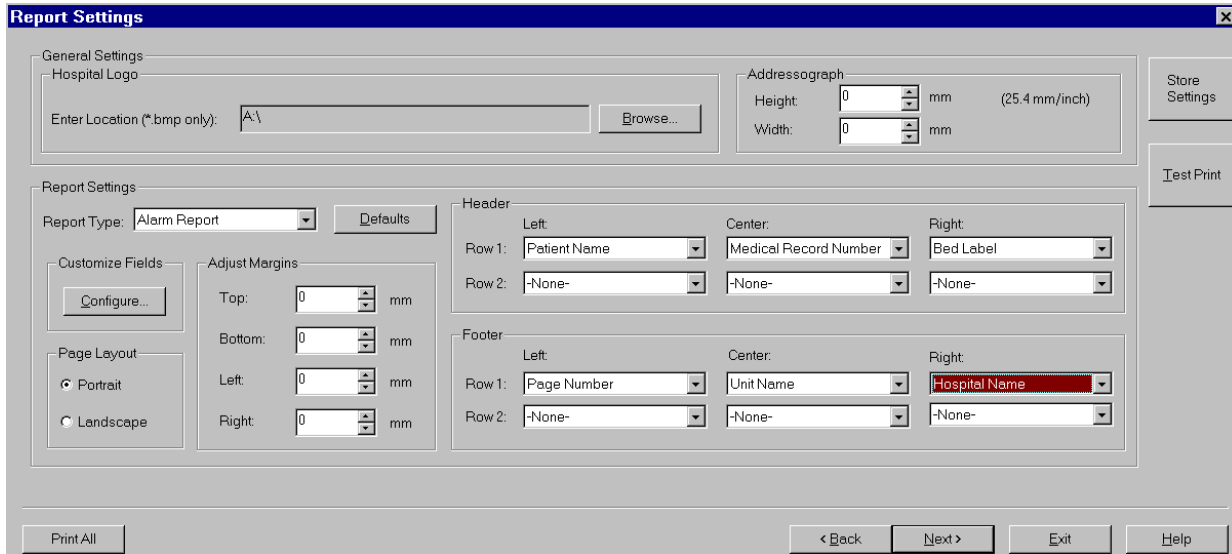 Report Settings
General Settings
Hospital Logo
Enter Location (*.bmp only): A:\ Browse...
Addressograph
Height: 0 mm (25.4 mm/inch)
Width: 0 mm
Store
Settings
Test Print
Report Settings
Report Type: Alarm Report Defaults
Customize Fields
Configure...
Page Layout
Portrait
Landscape
Adjust Margins
Top: 0 mm
Bottom: 0 mm
Left: 0 mm
Right: 0 mm
Header
Left: Center: Right:
Row 1: Patient Name Medical Record Number Bed Label
Row 2: -None- -None- -None-
Footer
Left: Center: Right:
Row 1: Page Number Unit Name Hospital Name
Row 2: -None- -None- -None-
Print All < Back Next > Exit Help